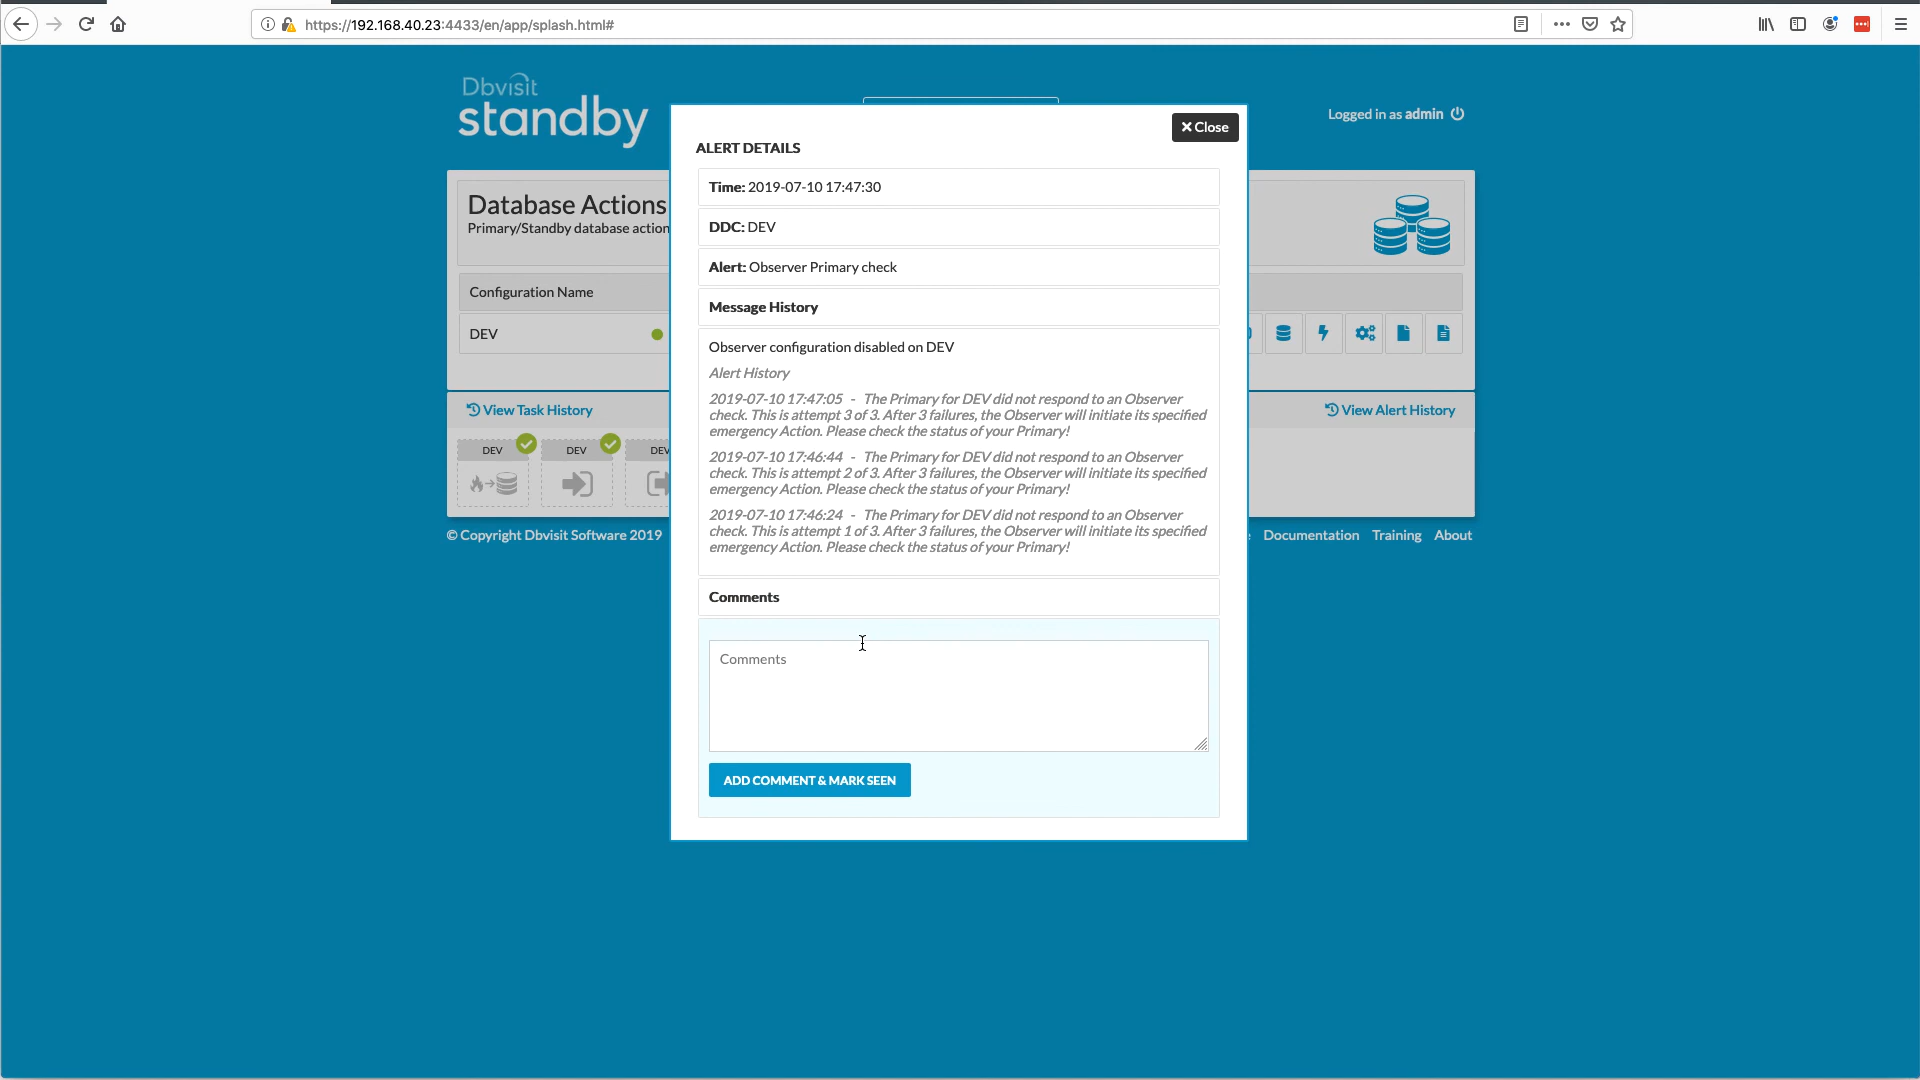 https://192.168.40.23:4433/en/app/splash.html#
Dbvisit
standby
Logged in as admin
Close
ALERT DETAILS
Time: 2019-07-10 17:47:30
DDC: DEV
Alert: Observer Primary check
Message History
Observer configuration disabled on DEV
Alert History
2019-07-10 17:47:05 - The Primary for DEV did not respond to an Observer
check. This is attempt 3 of 3. After 3 failures, the Observer will initiate its specified
emergency Action. Please check the status of your Primary!
2019-07-10 17:46:44 - The Primary for DEV did not respond to an Observer
check. This is attempt 2 of 3. After 3 failures, the Observer will initiate its specified
emergency Action. Please check the status of your Primary!
2019-07-10 17:46:24 - The Primary for DEV did not respond to an Observer
check. This is attempt 1 of 3. After 3 failures, the Observer will initiate its specified
emergency Action. Please check the status of your Primary!
Comments
Comments
ADD COMMENT & MARK SEEN
Database Actions
Primary/Standby database action
Configuration Name
DEV
View Task History
View Alert History
DEV
DEV
DEV
© Copyright Dbvisit Software 2019
Documentation Training About